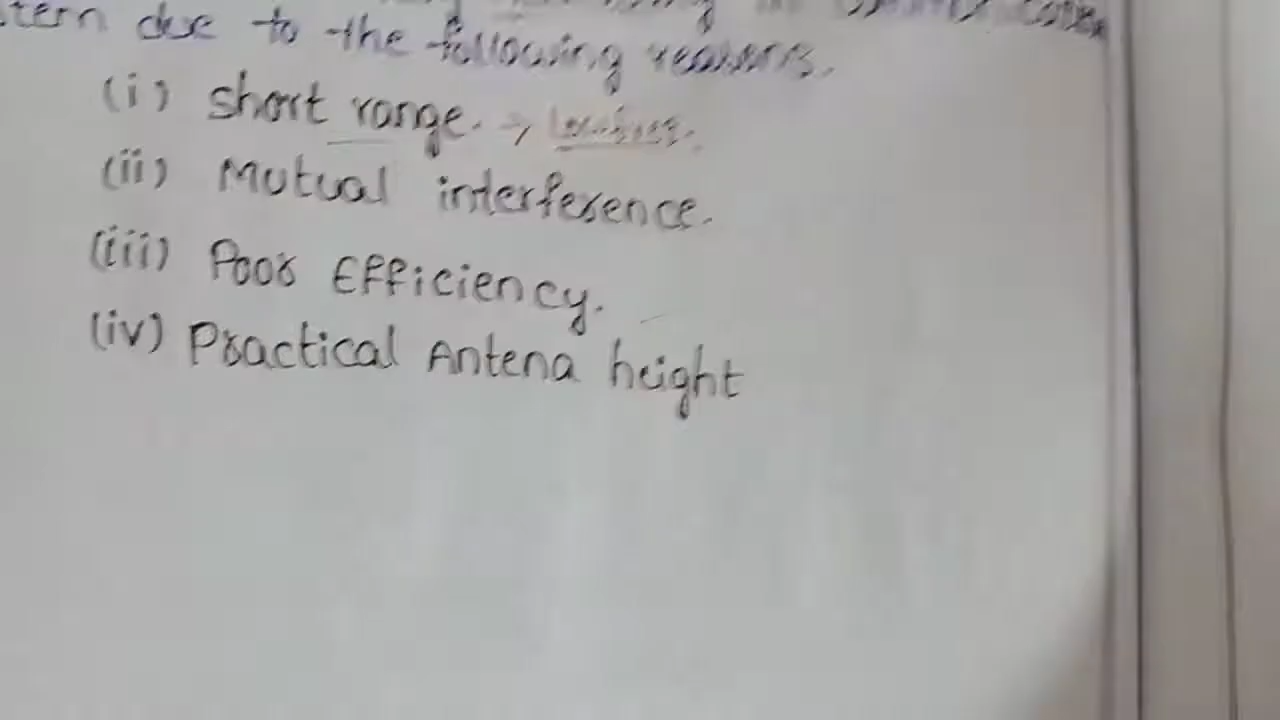 stem due to the following reasons.
(i) short range. →
(ii) Mutual interference.
(iii) Poor Efficiency.
(iv) Practical Antena height